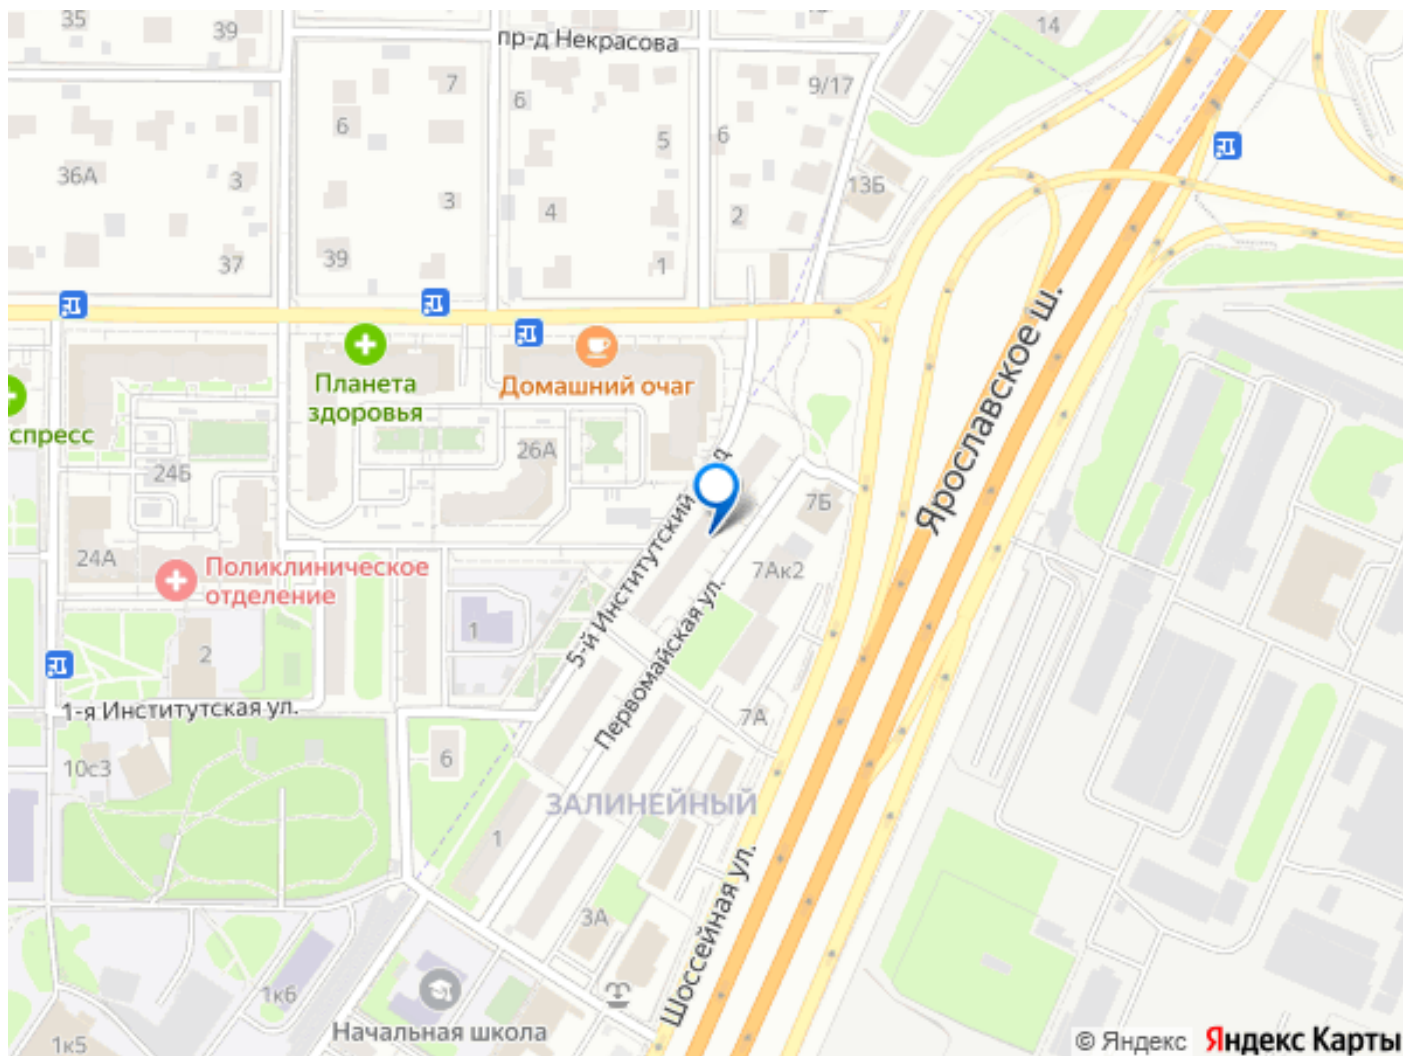 35
39
пр-д Некрасова
14
7
9/17
6
6
5
6
36А
3
3
4
2
13Б
37
39
1
Планета
здоровья
Домашний очаг
спресс
24Б
26А
д
7Б
Ярославское ш.
24А
Поликлиническое
отделение
7Ак2
1
5-й Институтский
Первомайская ул.
2
1-я Институтская ул.
7А
10с3
6
ЗАЛИНЕЙНЫЙ
1
3А
Шоссейная ул.
1к6
Начальная школа
1к5
© Яндекс Яндекс Карты